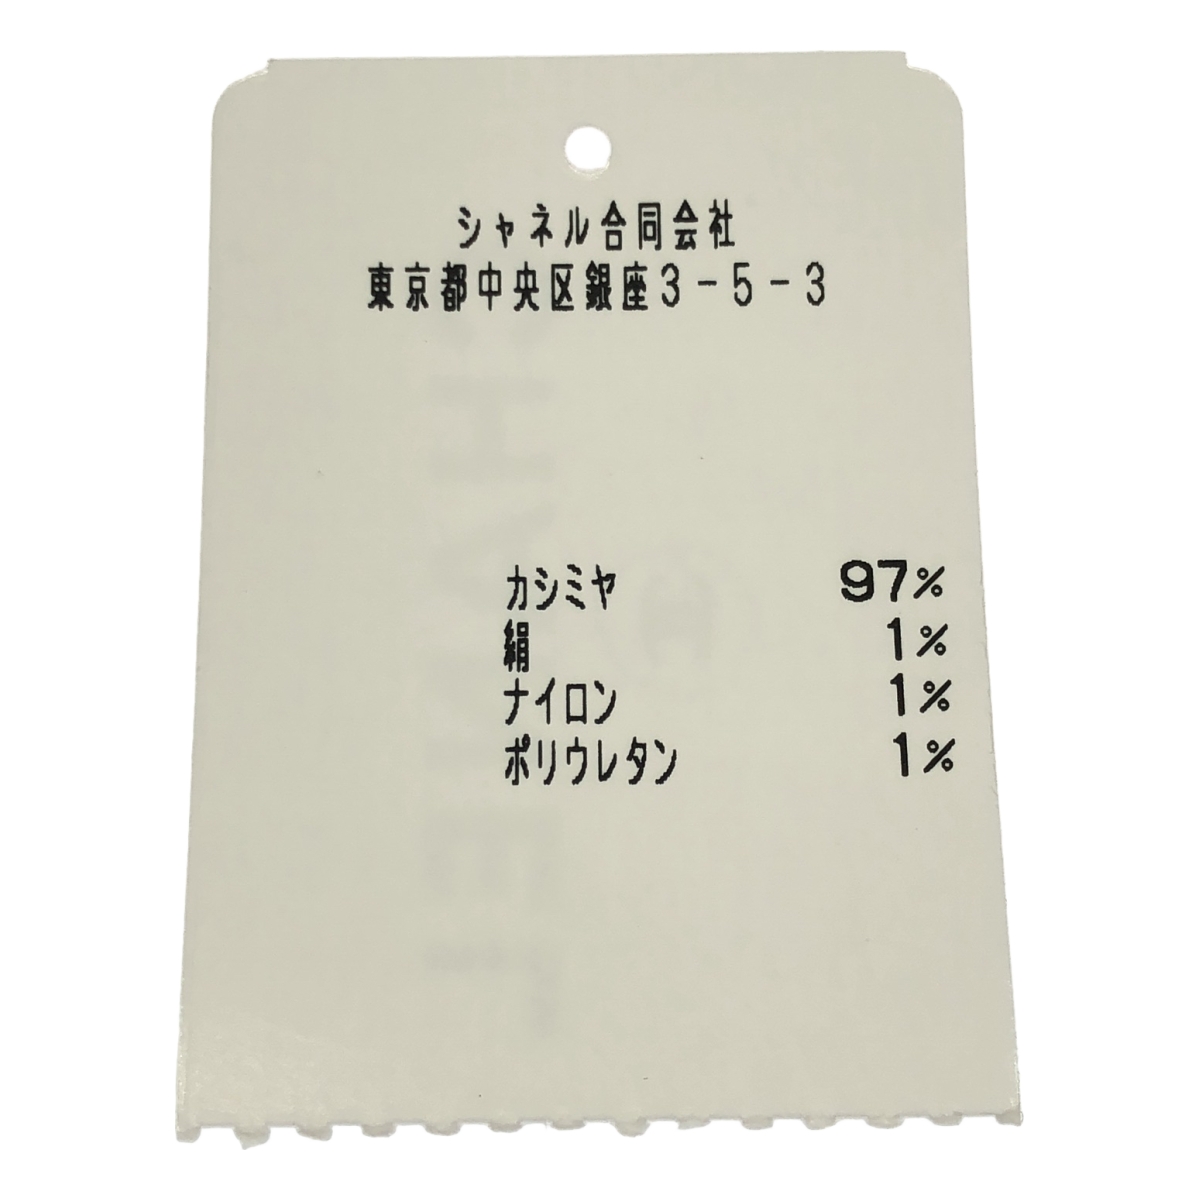 シャネル合同会社
東京都中央区銀座3-5-3
カシミヤ 97%
絹 1%
ナイロン 1%
ポリウレタン 1%